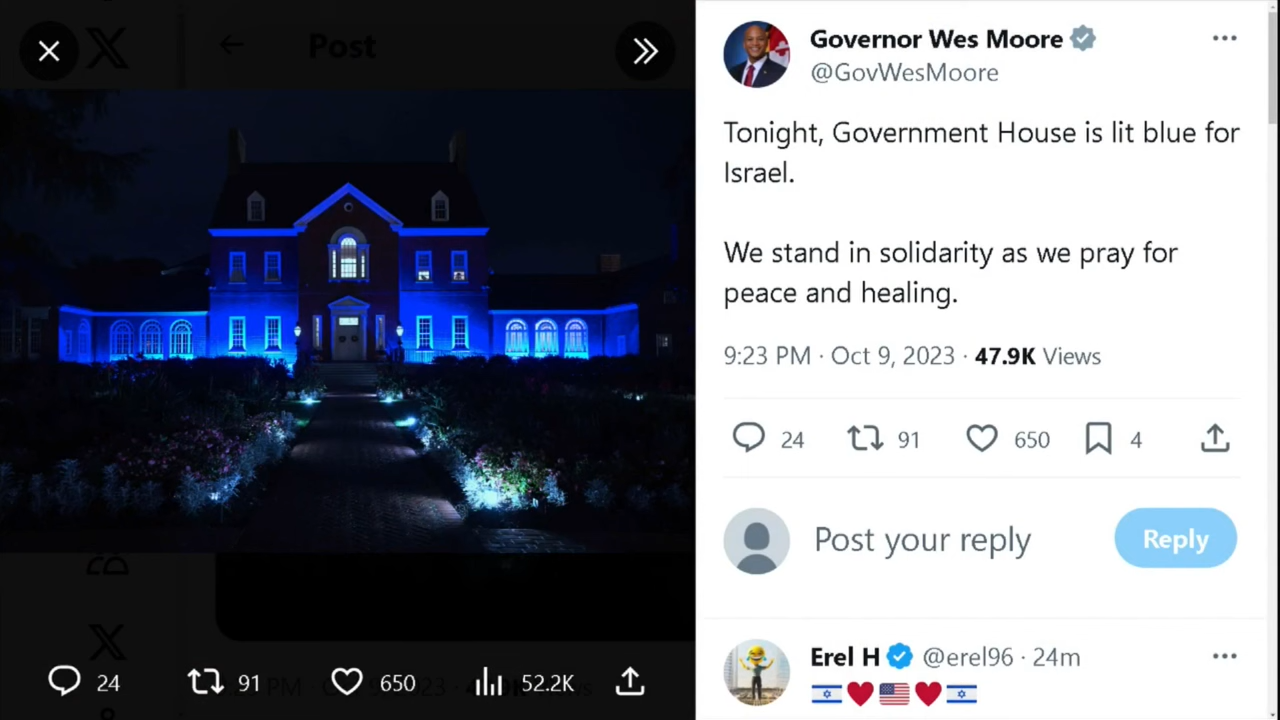 Post
24
91
650
52.2K
Governor Wes Moore
@GovWesMoore
Tonight, Government House is lit blue for
Israel.
We stand in solidarity as we pray for
peace and healing.
9:23 PM · Oct 9, 2023 · 47.9K Views
24 91 650 4
Post your reply
Reply
Erel H @erel96 · 24m
🇮🇱❤️🇺🇸❤️🇮🇱